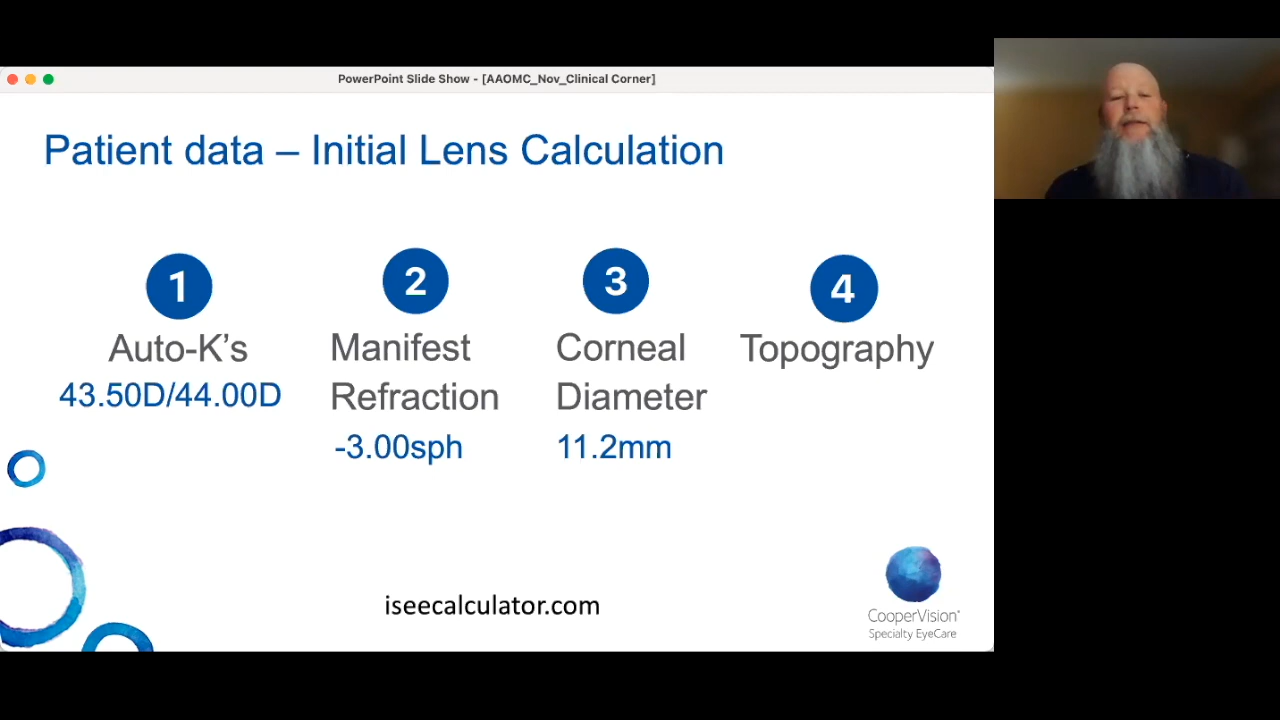 PowerPoint Slide Show - [AAOMC_Nov_Clinical Corner]
Patient data – Initial Lens Calculation
1
Auto-K’s
43.50D/44.00D
2
Manifest
Refraction
-3.00sph
3
Corneal
Diameter
11.2mm
4
Topography
iseecalculator.com
CooperVision®
Specialty EyeCare